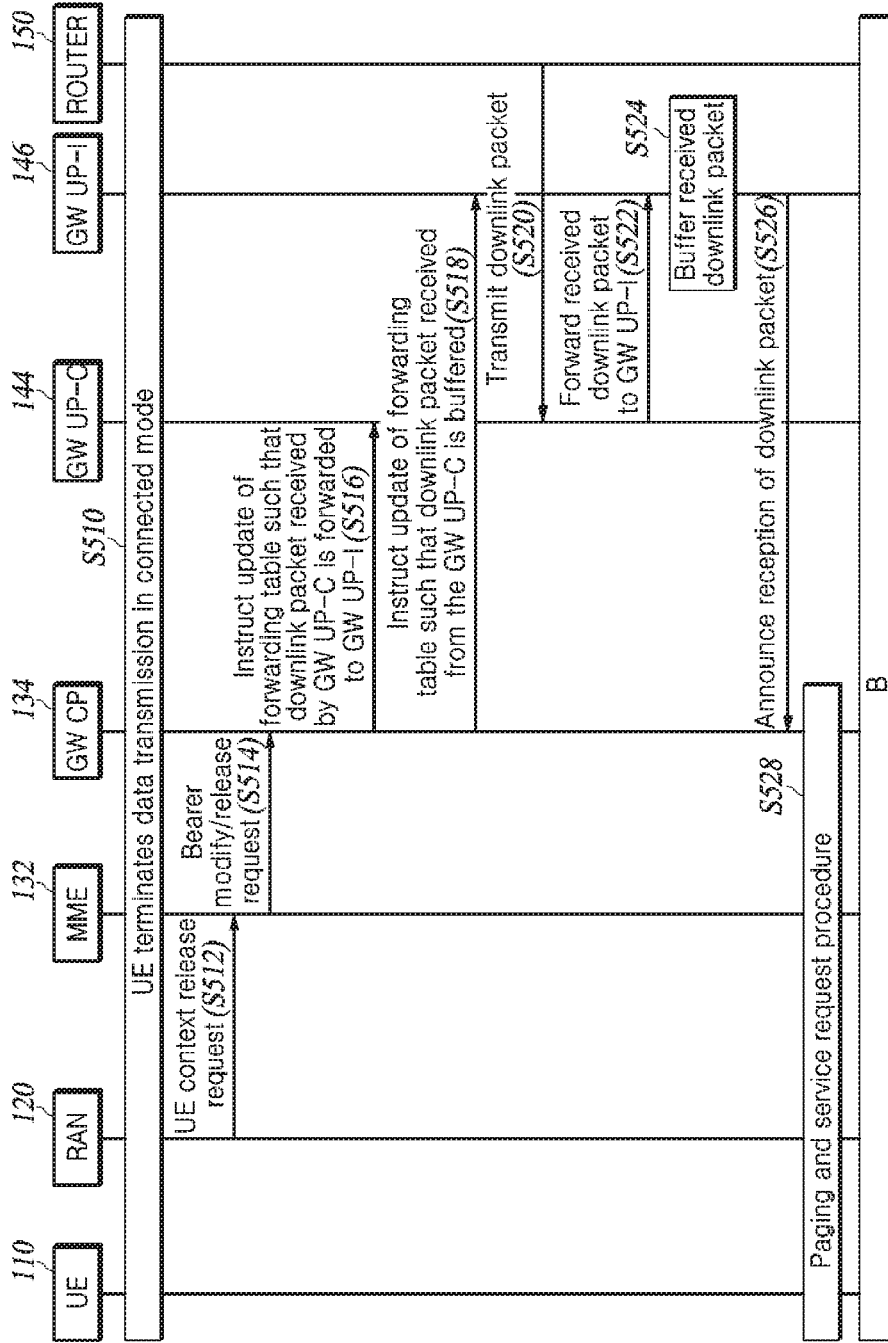 110
120
132
134
144
146
150
UE
RAN
MME
GW CP
GW UP-C
GW UP-I
ROUTER
S510
UE terminates data transmission in connected mode
UE context release
request(S512)
Bearer
modify/release
request(S514)
Instruct update of
forwarding table such that
downlink packet received
by GW UP-C is forwarded
to GW UP-I(S516)
Instruct update of forwarding
table such that downlink packet received
from the GW UP-C is buffered(S518)
Transmit downlink packet
(S520)
Forward received
downlink packet
to GW UP-I(S522)
S524
Buffer received
downlink packet
Announce reception of downlink packet(S526)
S528
Paging and service request procedure
B